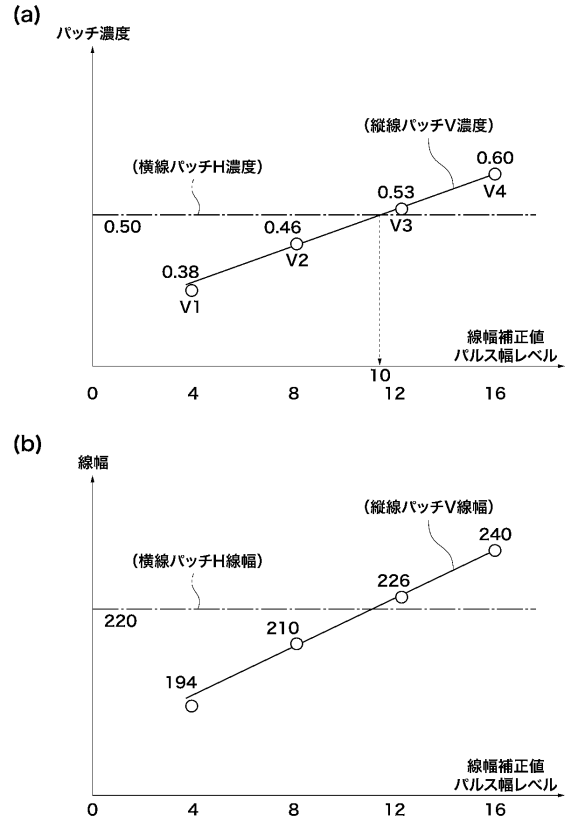 (a)
パッチ濃度
(縦線パッチV濃度)
(横線パッチH濃度)
0.60
0.53
V4
0.50
0.46
V3
V2
0.38
V1
線幅補正値
パルス幅レベル
10
0 4 8 12 16
(b)
線幅
(縦線パッチV線幅)
240
(横線パッチH線幅)
226
220
210
194
線幅補正値
パルス幅レベル
0 4 8 12 16